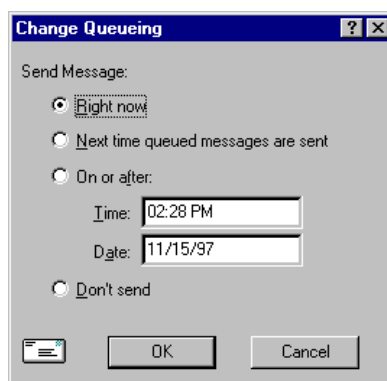 Change Queueing
Send Message:
Right now
Next time queued messages are sent
On or after:
Time: 02:28 PM
Date: 11/15/97
Don't send
OK Cancel